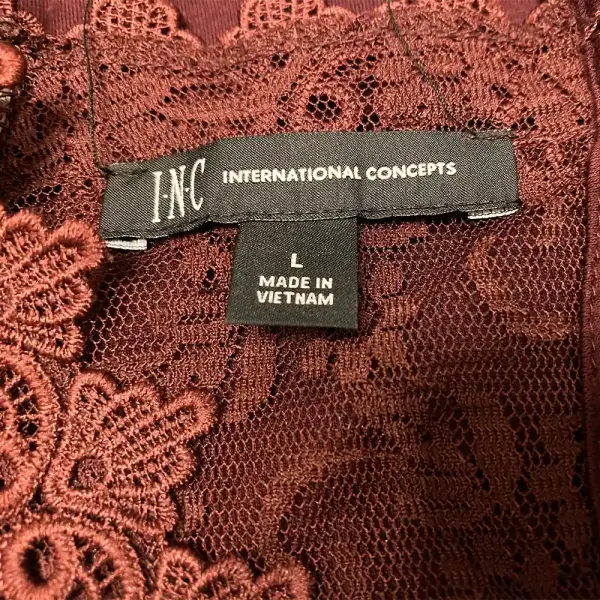 I·N·C INTERNATIONAL CONCEPTS
L
MADE IN
VIETNAM